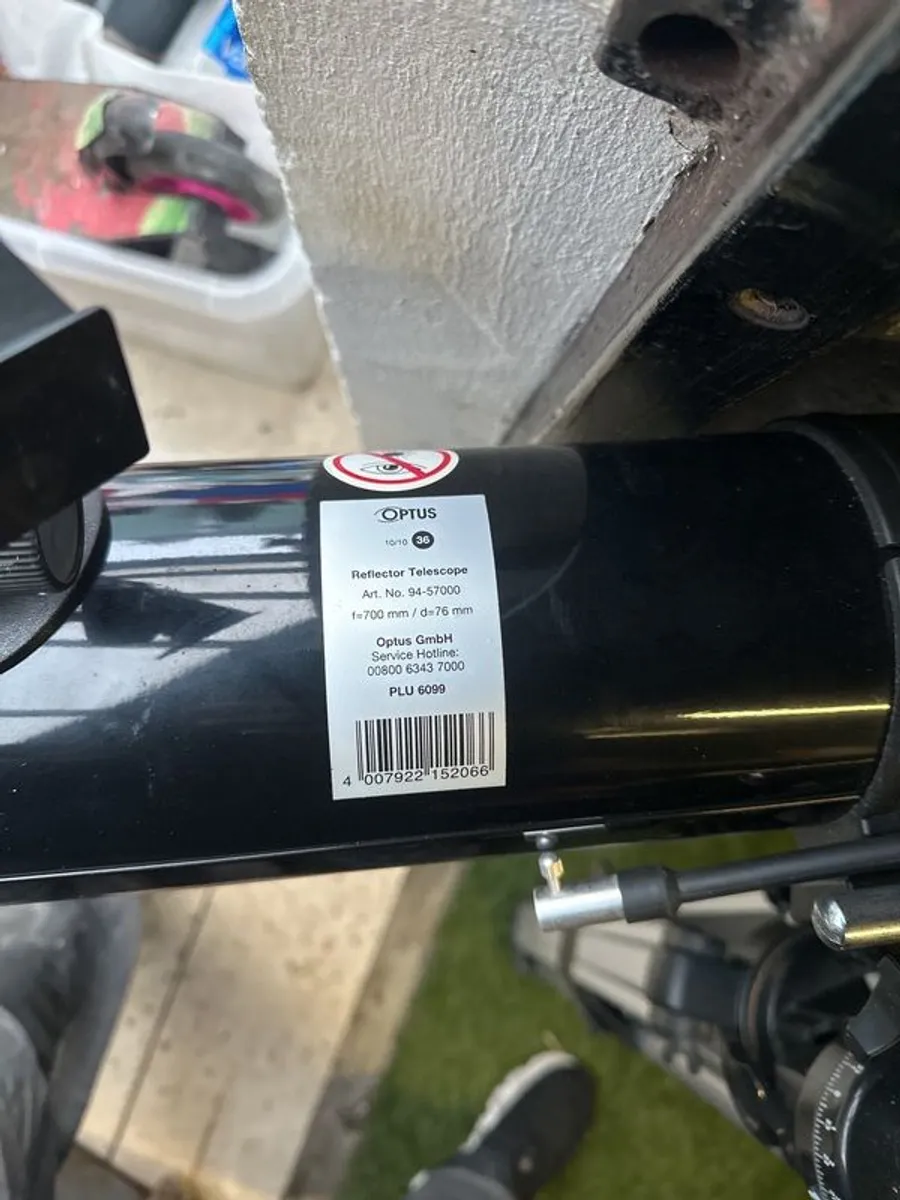 OPTUS
10/10 36
Reflector Telescope
Art. No. 94-57000
f=700 mm / d=76 mm
Optus GmbH
Service Hotline:
00800 6343 7000
PLU 6099
4 007922 152066